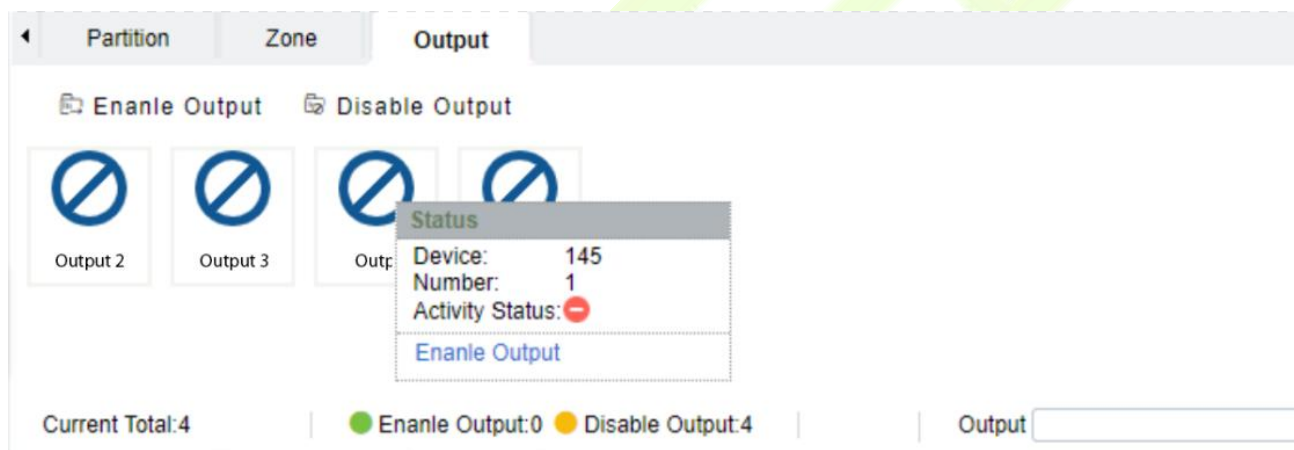 Partition Zone Output
Enanle Output Disable Output
Output 2 Output 3 Outp
Status
Device: 145
Number: 1
Activity Status:
Enanle Output
Current Total:4 Enanle Output:0 Disable Output:4 Output